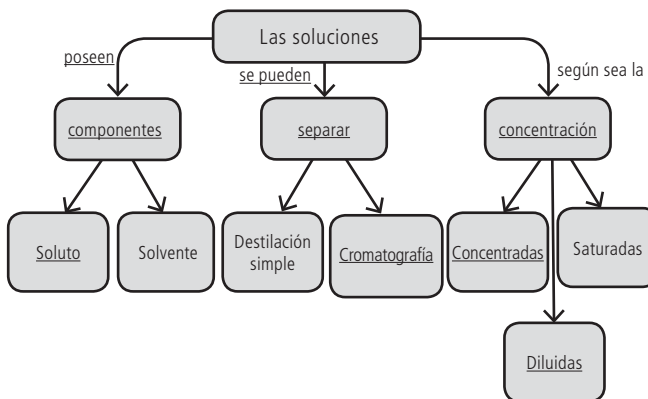 Las soluciones
poseen
se pueden
según sea la
componentes
separar
concentración
Soluto
Solvente
Destilación
simple
Cromatografía
Concentradas
Saturadas
Diluidas